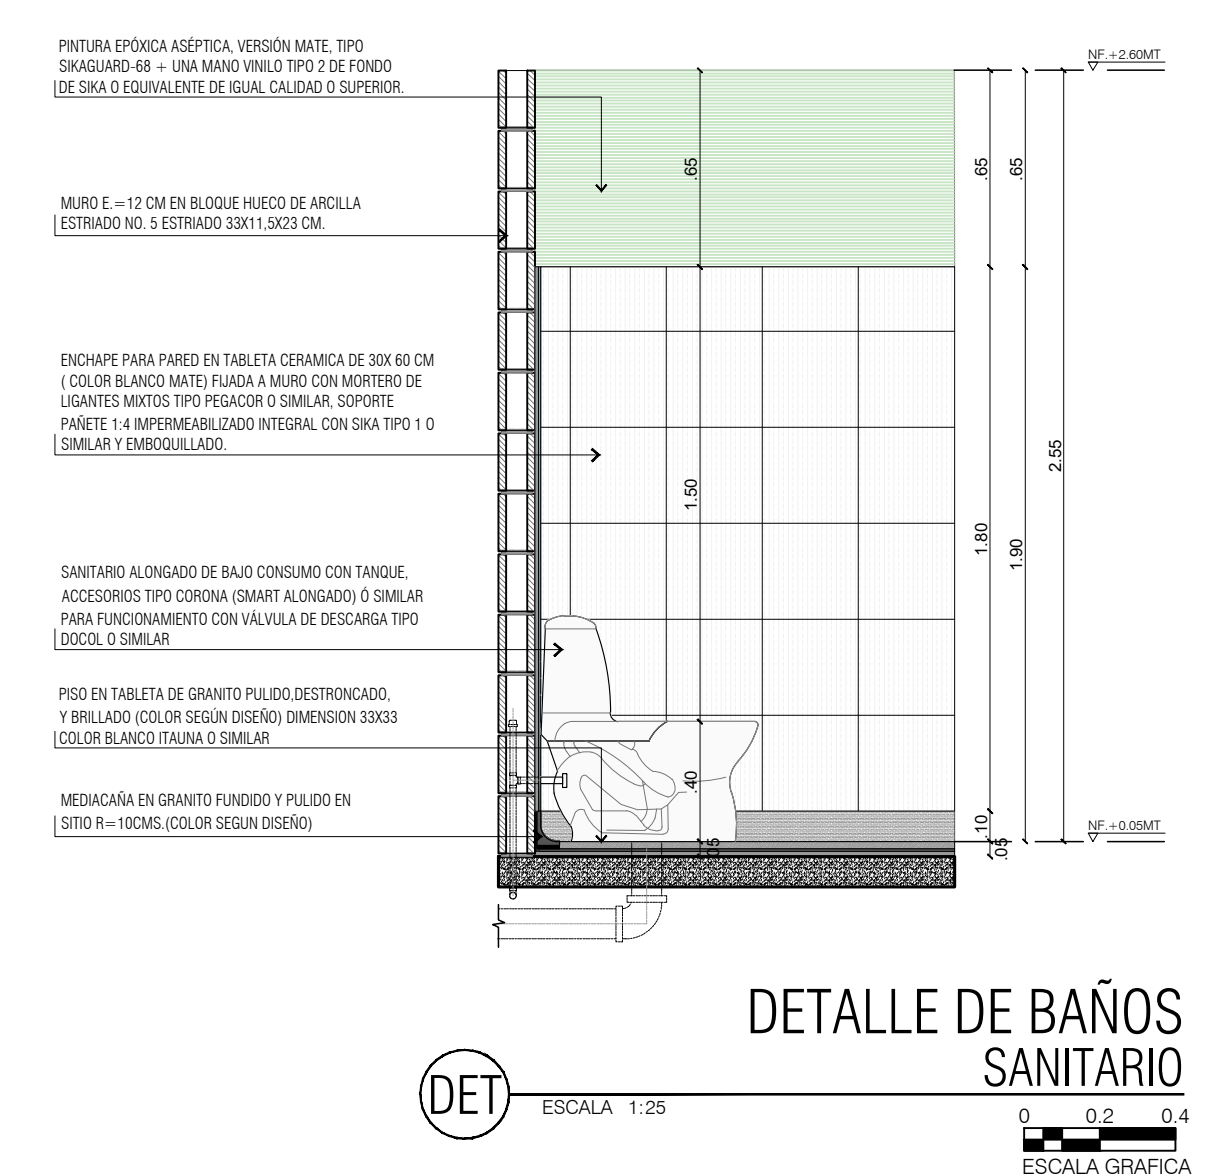 PINTURA EPÓXICA ASÉPTICA, VERSIÓN MATE, TIPO
SIKAGUARD-68 + UNA MANO VINILO TIPO 2 DE FONDO
DE SIKA O EQUIVALENTE DE IGUAL CALIDAD O SUPERIOR.
MURO E.=12 CM EN BLOQUE HUECO DE ARCILLA
ESTRIADO NO. 5 ESTRIADO 33X11,5X23 CM.
ENCHAPE PARA PARED EN TABLETA CERAMICA DE 30X 60 CM
( COLOR BLANCO MATE) FIJADA A MURO CON MORTERO DE
LIGANTES MIXTOS TIPO PEGACOR O SIMILAR, SOPORTE
PAÑETE 1:4 IMPERMEABILIZADO INTEGRAL CON SIKA TIPO 1 O
SIMILAR Y EMBOQUILLADO.
SANITARIO ALONGADO DE BAJO CONSUMO CON TANQUE,
ACCESORIOS TIPO CORONA (SMART ALONGADO) Ó SIMILAR
PARA FUNCIONAMIENTO CON VÁLVULA DE DESCARGA TIPO
DOCOL O SIMILAR
PISO EN TABLETA DE GRANITO PULIDO,DESTRONCADO,
Y BRILLADO (COLOR SEGÚN DISEÑO) DIMENSION 33X33
COLOR BLANCO ITAUNA O SIMILAR
MEDIACAÑA EN GRANITO FUNDIDO Y PULIDO EN
SITIO R=10CMS.(COLOR SEGUN DISEÑO)
.65
1.50
.40
.05
.65
1.80
.10
.05
.65
1.90
2.55
NF.+2.60MT
NF.+0.05MT
DETALLE DE BAÑOS
SANITARIO
DET
ESCALA 1:25
0 0.2 0.4
ESCALA GRAFICA